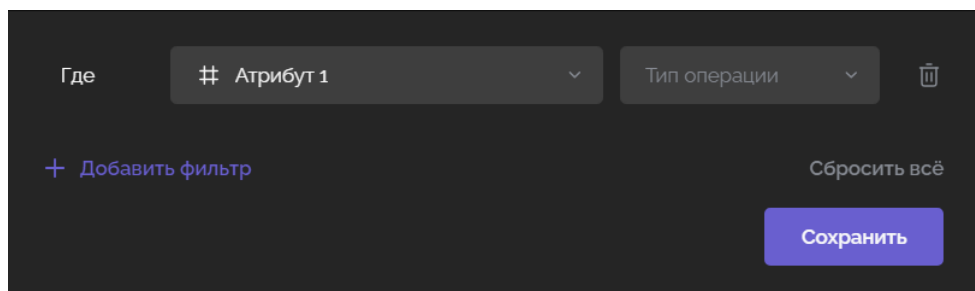 Где # Атрибут 1 Тип операции
+ Добавить фильтр Сбросить всё
Сохранить